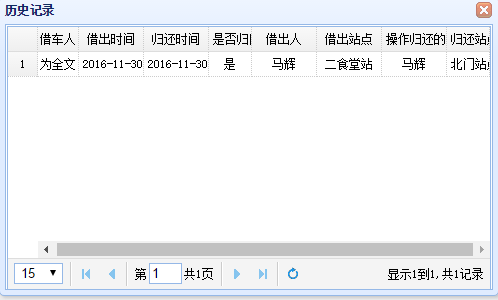 历史记录
借车人 借出时间 归还时间 是否归 借出人 借出站点 操作归还的 归还站
1 为全文 2016-11-30 2016-11-30 是 马辉 二食堂站 马辉 北门站
15 第 1 共1页 显示1到1, 共1记录